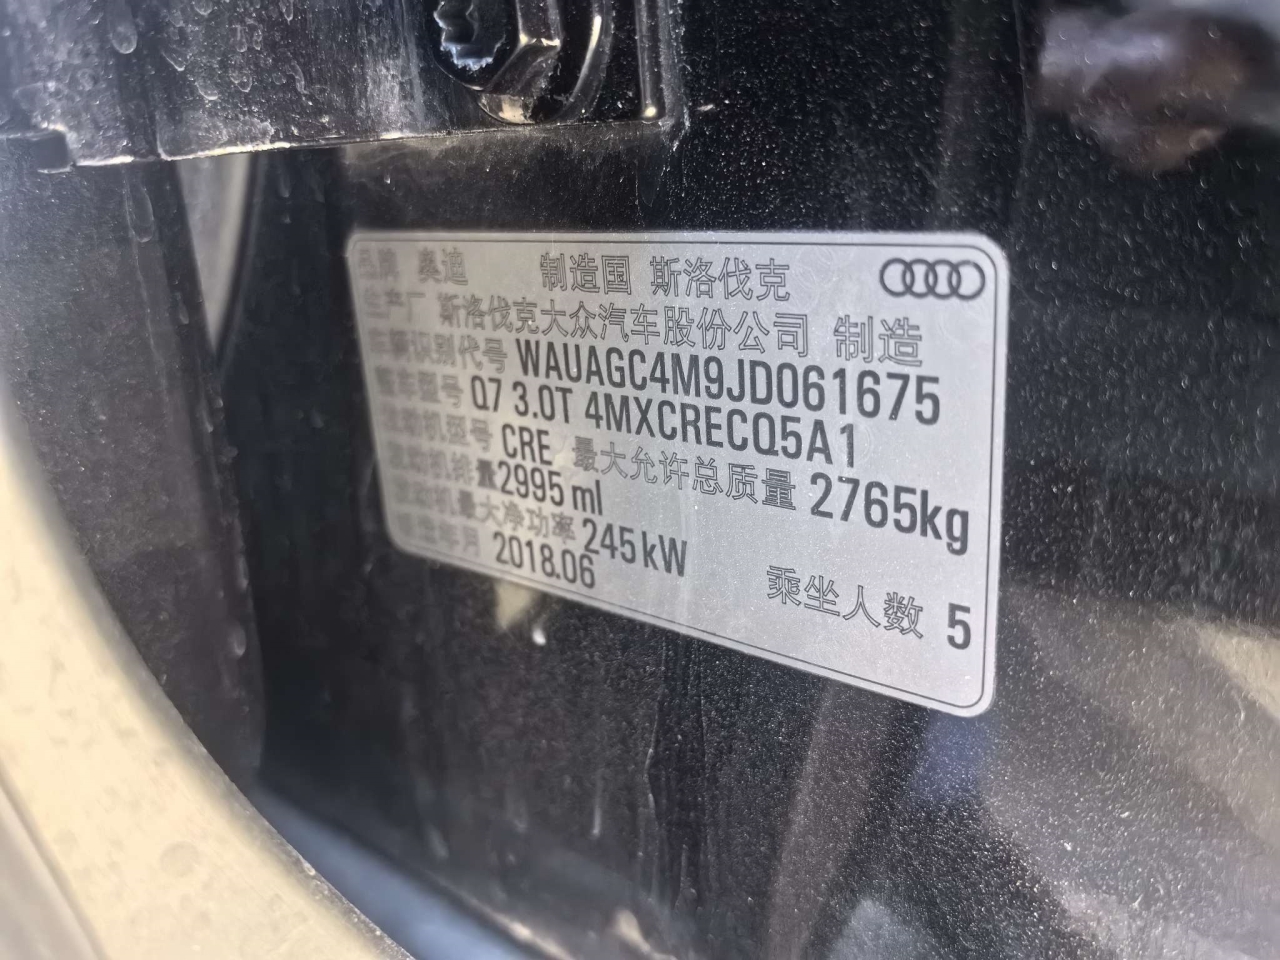 品牌 奥迪 制造国 斯洛伐克
生产厂 斯洛伐克大众汽车股份公司 制造
车辆识别代号 WAUAGC4M9JD061675
整车型号 Q7 3.0T 4MXCRECQ5A1
发动机型号 CRE 最大允许总质量 2765kg
发动机排量2995 ml
发动机最大净功率 245 kW
制造年月 2018.06 乘坐人数 5